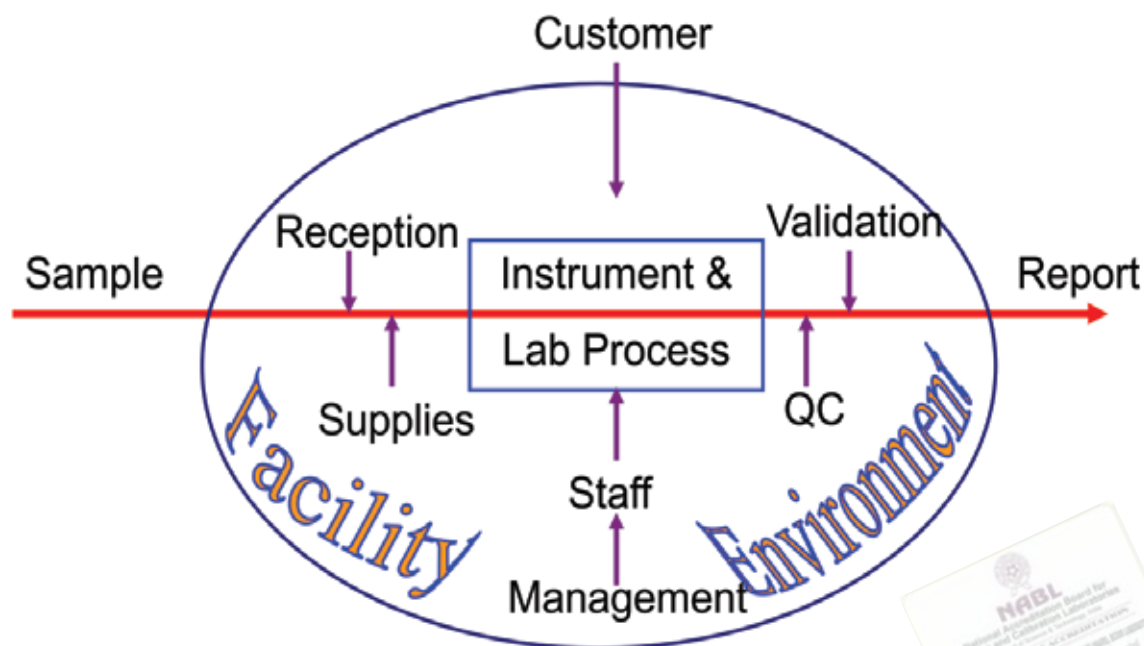 Customer
Reception
Validation
Sample
Instrument &
Report
Lab Process
Supplies
QC
Facility
Staff
Environment
Management
NABL